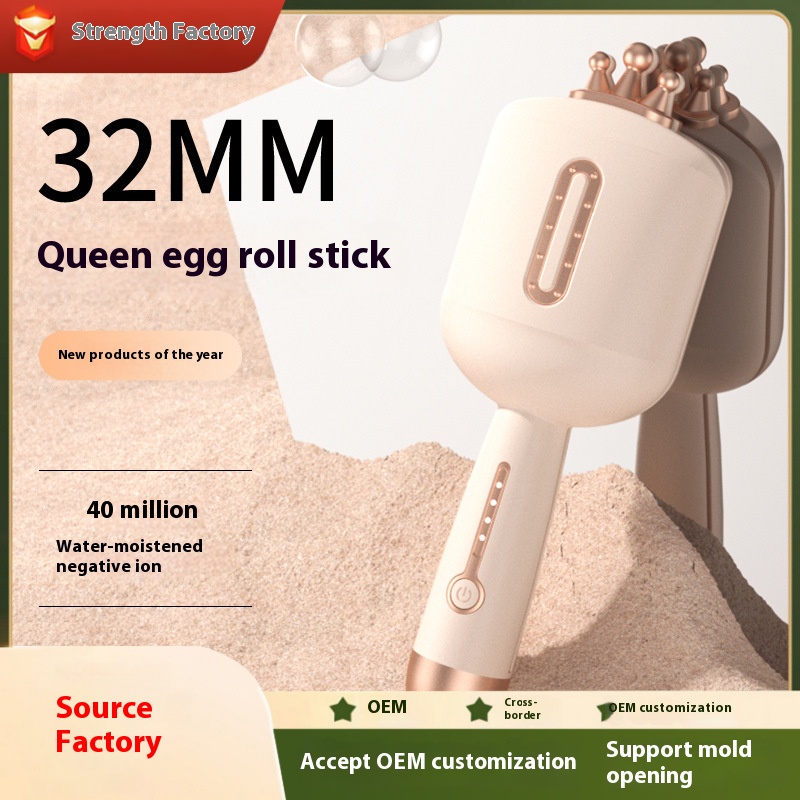 Strength Factory
32MM
Queen egg roll stick
New products of the year
40 million
Water-moistened
negative ion
Source
Factory
OEM
Cross-
border
OEM customization
Accept OEM customization
Support mold
opening